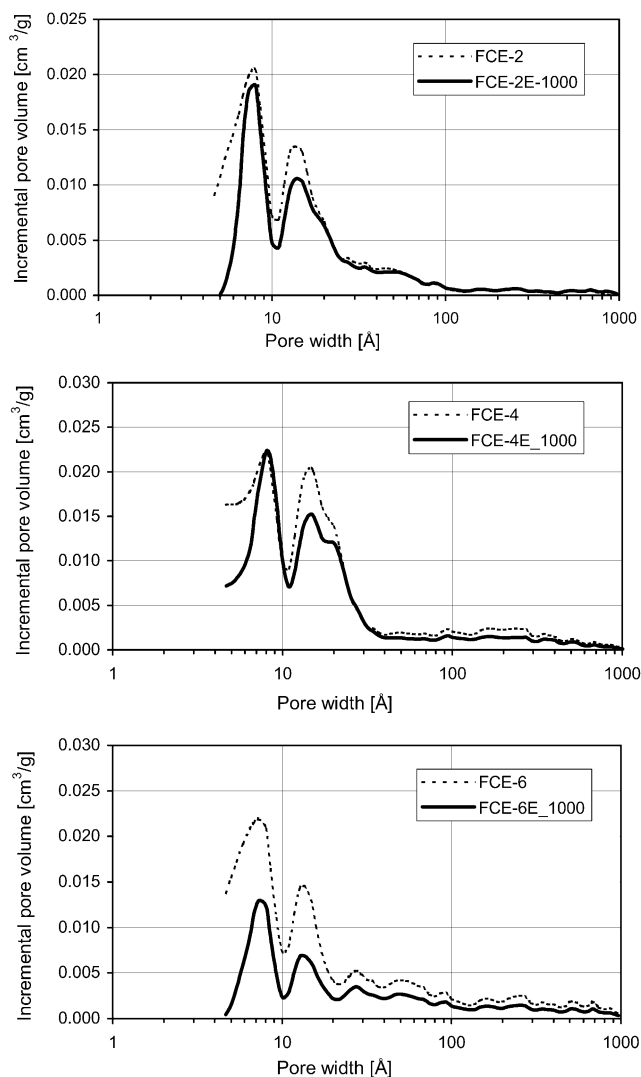 Incremental pore volume [cm³/g]
0.025
0.020
0.015
0.010
0.005
0.000
FCE-2
FCE-2E-1000
1 10 100 1000
Pore width [Å]
Incremental pore volume [cm³/g]
0.030
0.025
0.020
0.015
0.010
0.005
0.000
FCE-4
FCE-4E_1000
1 10 100 1000
Pore width [Å]
Incremental pore volume [cm³/g]
0.030
0.025
0.020
0.015
0.010
0.005
0.000
FCE-6
FCE-6E_1000
1 10 100 1000
Pore width [Å]